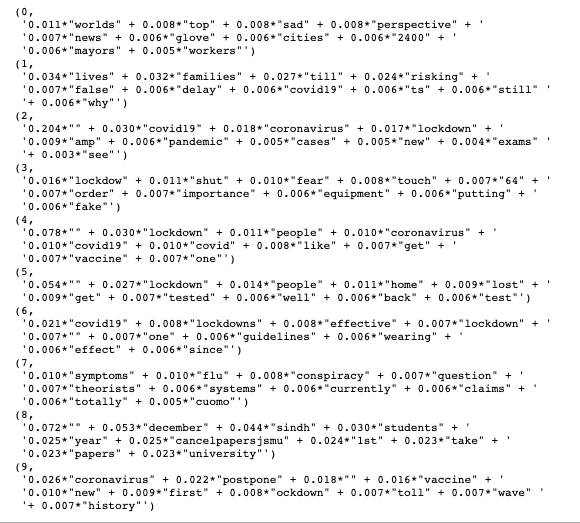 (0,
'0.011*"worlds" + 0.008*"top" + 0.008*"sad" + 0.008*"perspective" + '
'0.007*"news" + 0.006*"glove" + 0.006*"cities" + 0.006*"2400" + '
'0.006*"mayors" + 0.005*"workers"')
(1,
'0.034*"lives" + 0.032*"families" + 0.027*"till" + 0.024*"risking" + '
'0.007*"false" + 0.006*"delay" + 0.006*"covid19" + 0.006*"ts" + 0.006*"still" '
'+ 0.006*"why"')
(2,
'0.204*"" + 0.030*"covid19" + 0.018*"coronavirus" + 0.017*"lockdown" + '
'0.009*"amp" + 0.006*"pandemic" + 0.005*"cases" + 0.005*"new" + 0.004*"exams" '
'+ 0.003*"see"')
(3,
'0.016*"lockdow" + 0.011*"shut" + 0.010*"fear" + 0.008*"touch" + 0.007*"64" + '
'0.007*"order" + 0.007*"importance" + 0.006*"equipment" + 0.006*"putting" + '
'0.006*"fake"')
(4,
'0.078*"" + 0.030*"lockdown" + 0.011*"people" + 0.010*"coronavirus" + '
'0.010*"covid19" + 0.010*"covid" + 0.008*"like" + 0.007*"get" + '
'0.007*"vaccine" + 0.007*"one"')
(5,
'0.054*"" + 0.027*"lockdown" + 0.014*"people" + 0.011*"home" + 0.009*"lost" + '
'0.009*"get" + 0.007*"tested" + 0.006*"well" + 0.006*"back" + 0.006*"test"')
(6,
'0.021*"covid19" + 0.008*"lockdowns" + 0.008*"effective" + 0.007*"lockdown" + '
'0.007*"" + 0.007*"one" + 0.006*"guidelines" + 0.006*"wearing" + '
'0.006*"effect" + 0.006*"since"')
(7,
'0.010*"symptoms" + 0.010*"flu" + 0.008*"conspiracy" + 0.007*"question" + '
'0.007*"theorists" + 0.006*"systems" + 0.006*"currently" + 0.006*"claims" + '
'0.006*"totally" + 0.005*"cuomo"')
(8,
'0.072*"" + 0.053*"december" + 0.044*"sindh" + 0.030*"students" + '
'0.025*"year" + 0.025*"cancelpapersjsmu" + 0.024*"1st" + 0.023*"take" + '
'0.023*"papers" + 0.023*"university"')
(9,
'0.026*"coronavirus" + 0.022*"postpone" + 0.018*"" + 0.016*"vaccine" + '
'0.010*"new" + 0.009*"first" + 0.008*"ockdown" + 0.007*"toll" + 0.007*"wave" '
'+ 0.007*"history"')